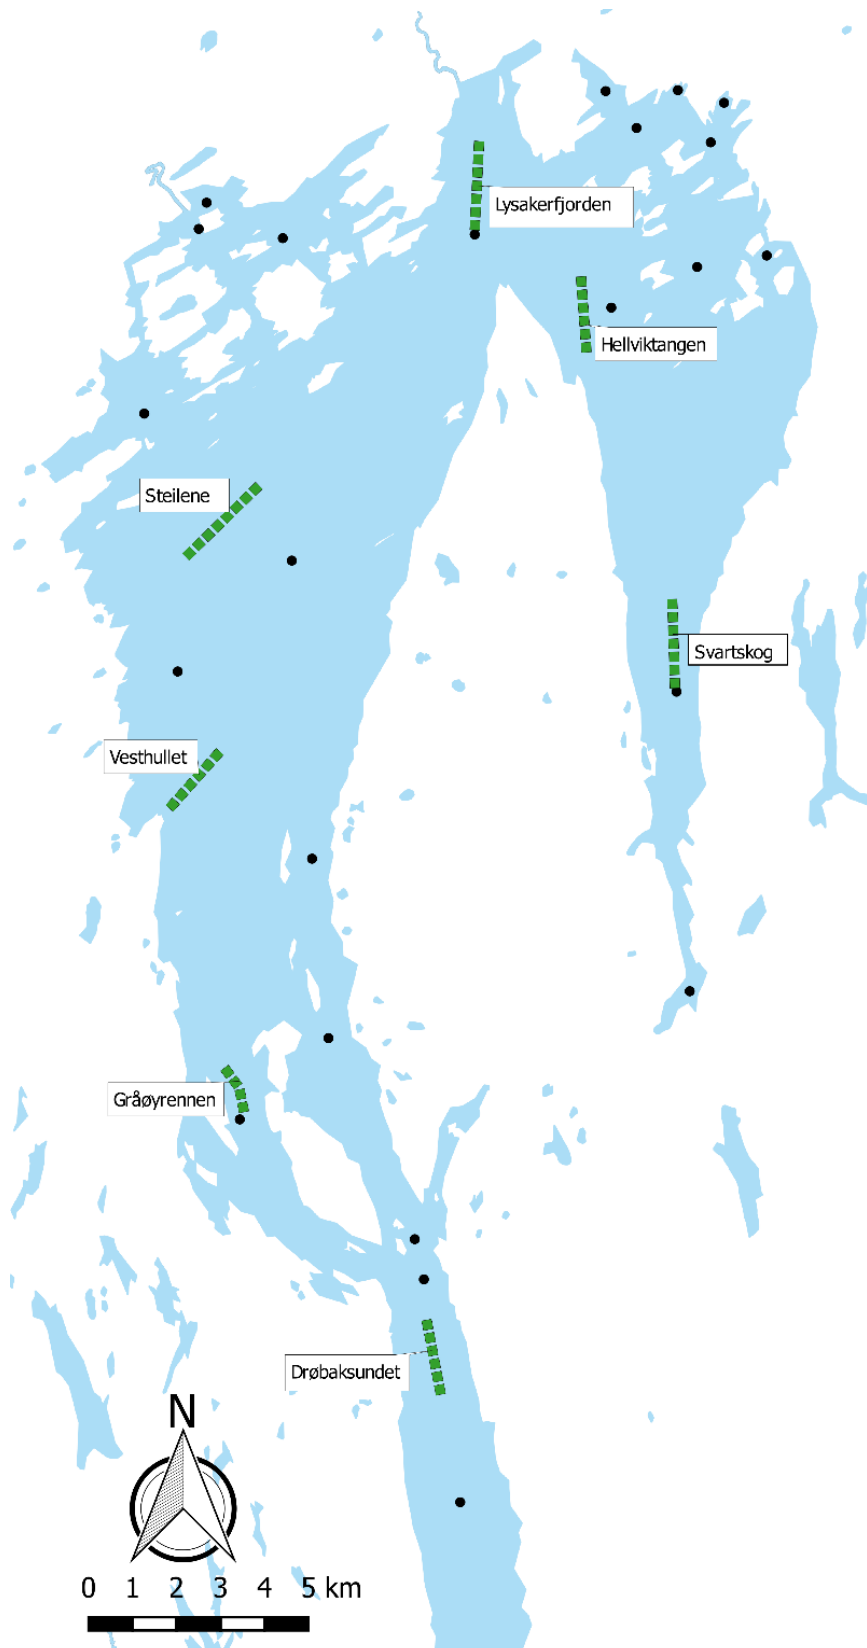 Lysakerfjorden
Hellviktangen
Steilene
Svartskog
Vesthullet
Gråøyrennen
Drøbaksundet
N
0 1 2 3 4 5 km